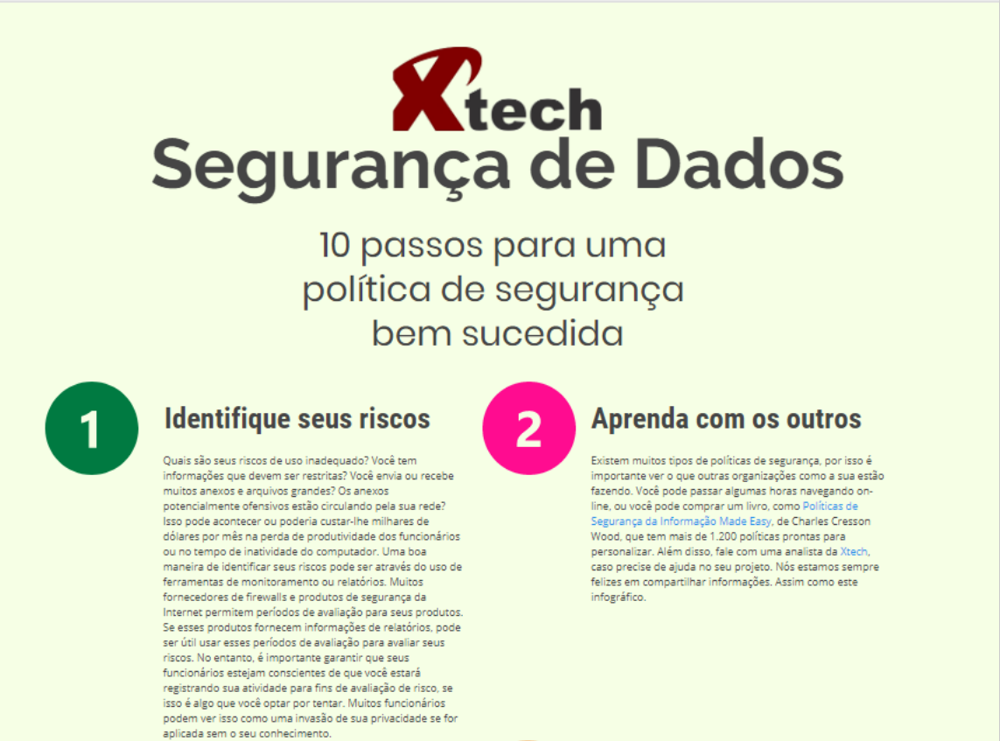 Xtech
Segurança de Dados
10 passos para uma
política de segurança
bem sucedida
1
Identifique seus riscos
Quais são seus riscos de uso inadequado? Você tem
informações que devem ser restritas? Você envia ou recebe
muitos anexos e arquivos grandes? Os anexos
potencialmente ofensivos estão circulando pela sua rede?
Isso pode acontecer ou poderia custar-lhe milhares de
dólares por mês na perda de produtividade dos funcionários
ou no tempo de inatividade do computador. Uma boa
maneira de identificar seus riscos pode ser através do uso de
ferramentas de monitoramento ou relatórios. Muitos
fornecedores de firewalls e produtos de segurança da
Internet permitem períodos de avaliação para seus produtos.
Se esses produtos fornecem informações de relatórios, pode
ser útil usar esses períodos de avaliação para avaliar seus
riscos. No entanto, é importante garantir que seus
funcionários estejam conscientes de que você estará
registrando sua atividade para fins de avaliação de risco, se
isso é algo que você optar por tentar. Muitos funcionários
podem ver isso como uma invasão de sua privacidade se for
aplicada sem o seu conhecimento.
2
Aprenda com os outros
Existem muitos tipos de políticas de segurança, por isso é
importante ver o que outras organizações como a sua estão
fazendo. Você pode passar algumas horas navegando on-
line, ou você pode comprar um livro, como Políticas de
Segurança da Informação Made Easy, de Charles Cresson
Wood, que tem mais de 1.200 políticas prontas para
personalizar. Além disso, fale com uma analista da Xtech,
caso precise de ajuda no seu projeto. Nós estamos sempre
felizes em compartilhar informações. Assim como este
infográfico.